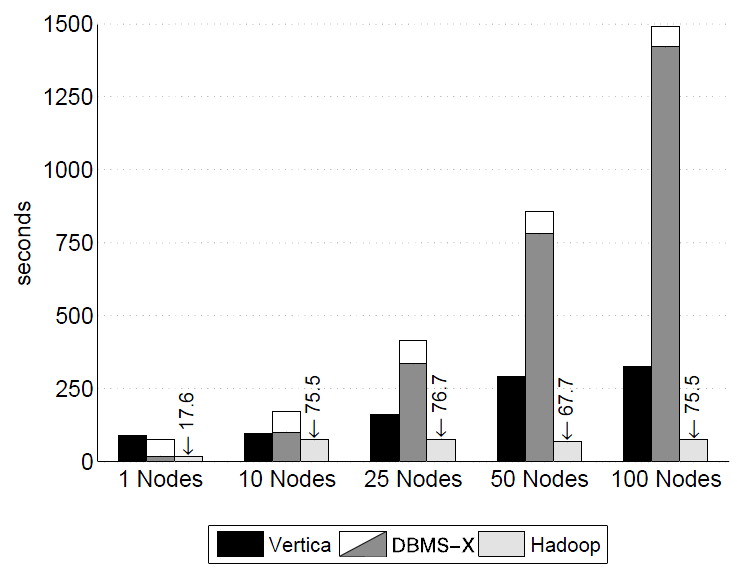 1500
1250
1000
750
500
250
0
seconds
17.6
75.5
76.7
67.7
75.5
1 Nodes
10 Nodes
25 Nodes
50 Nodes
100 Nodes
Vertica
DBMS−X
Hadoop